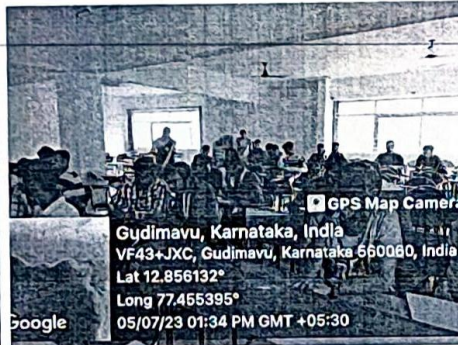 GPS Map Camera
Gudimavu, Karnataka, India
VF43+JXC, Gudimavu, Karnataka 560060, India
Lat 12.856132°
Long 77.455395°
05/07/23 01:34 PM GMT +05:30
Google